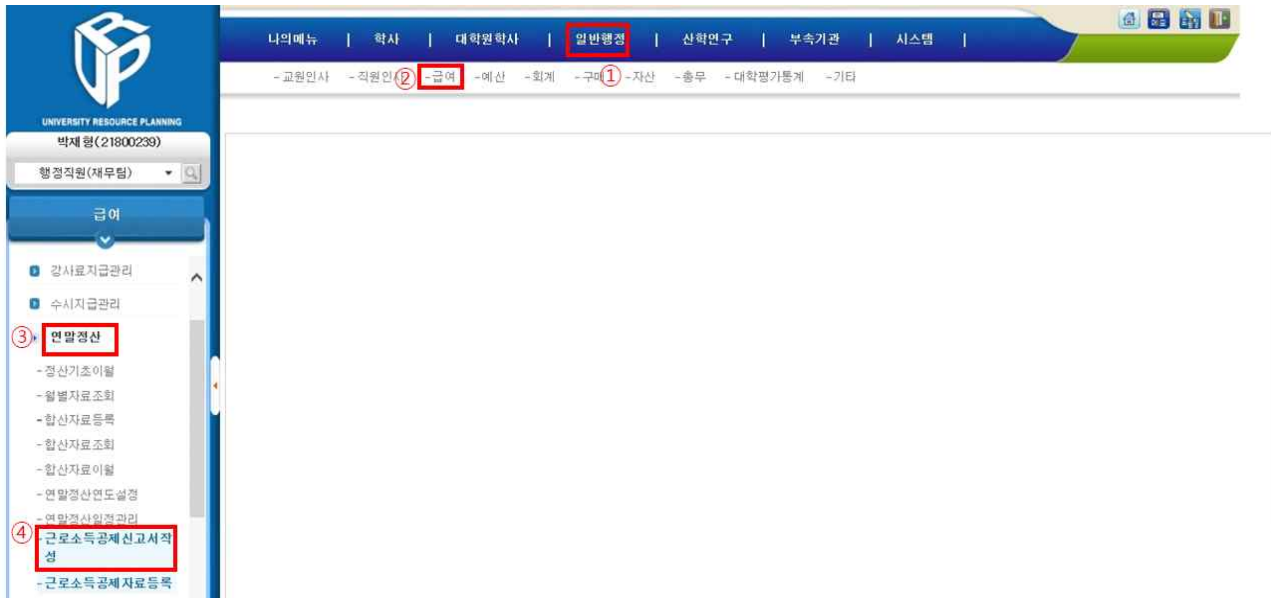 나의메뉴 | 학사 | 대학원학사 | 일반행정 | 산학연구 | 부속기관 | 시스템 |
-교원인사 -직원인사 ② -급여 -예산 -회계 -구매 ① -자산 -총무 -대학평가통계 -기타
URP
UNIVERSITY RESOURCE PLANNING
박재형(21800239)
행정직원(재무팀)
급여
강사료지급관리
수시지급관리
③ 연말정산
-정산기초이월
-월별자료조회
-합산자료등록
-합산자료조회
-합산자료이월
-연말정산연도설정
-연말정산일정관리
④ -근로소득공제신고서작
성
-근로소득공제자료등록